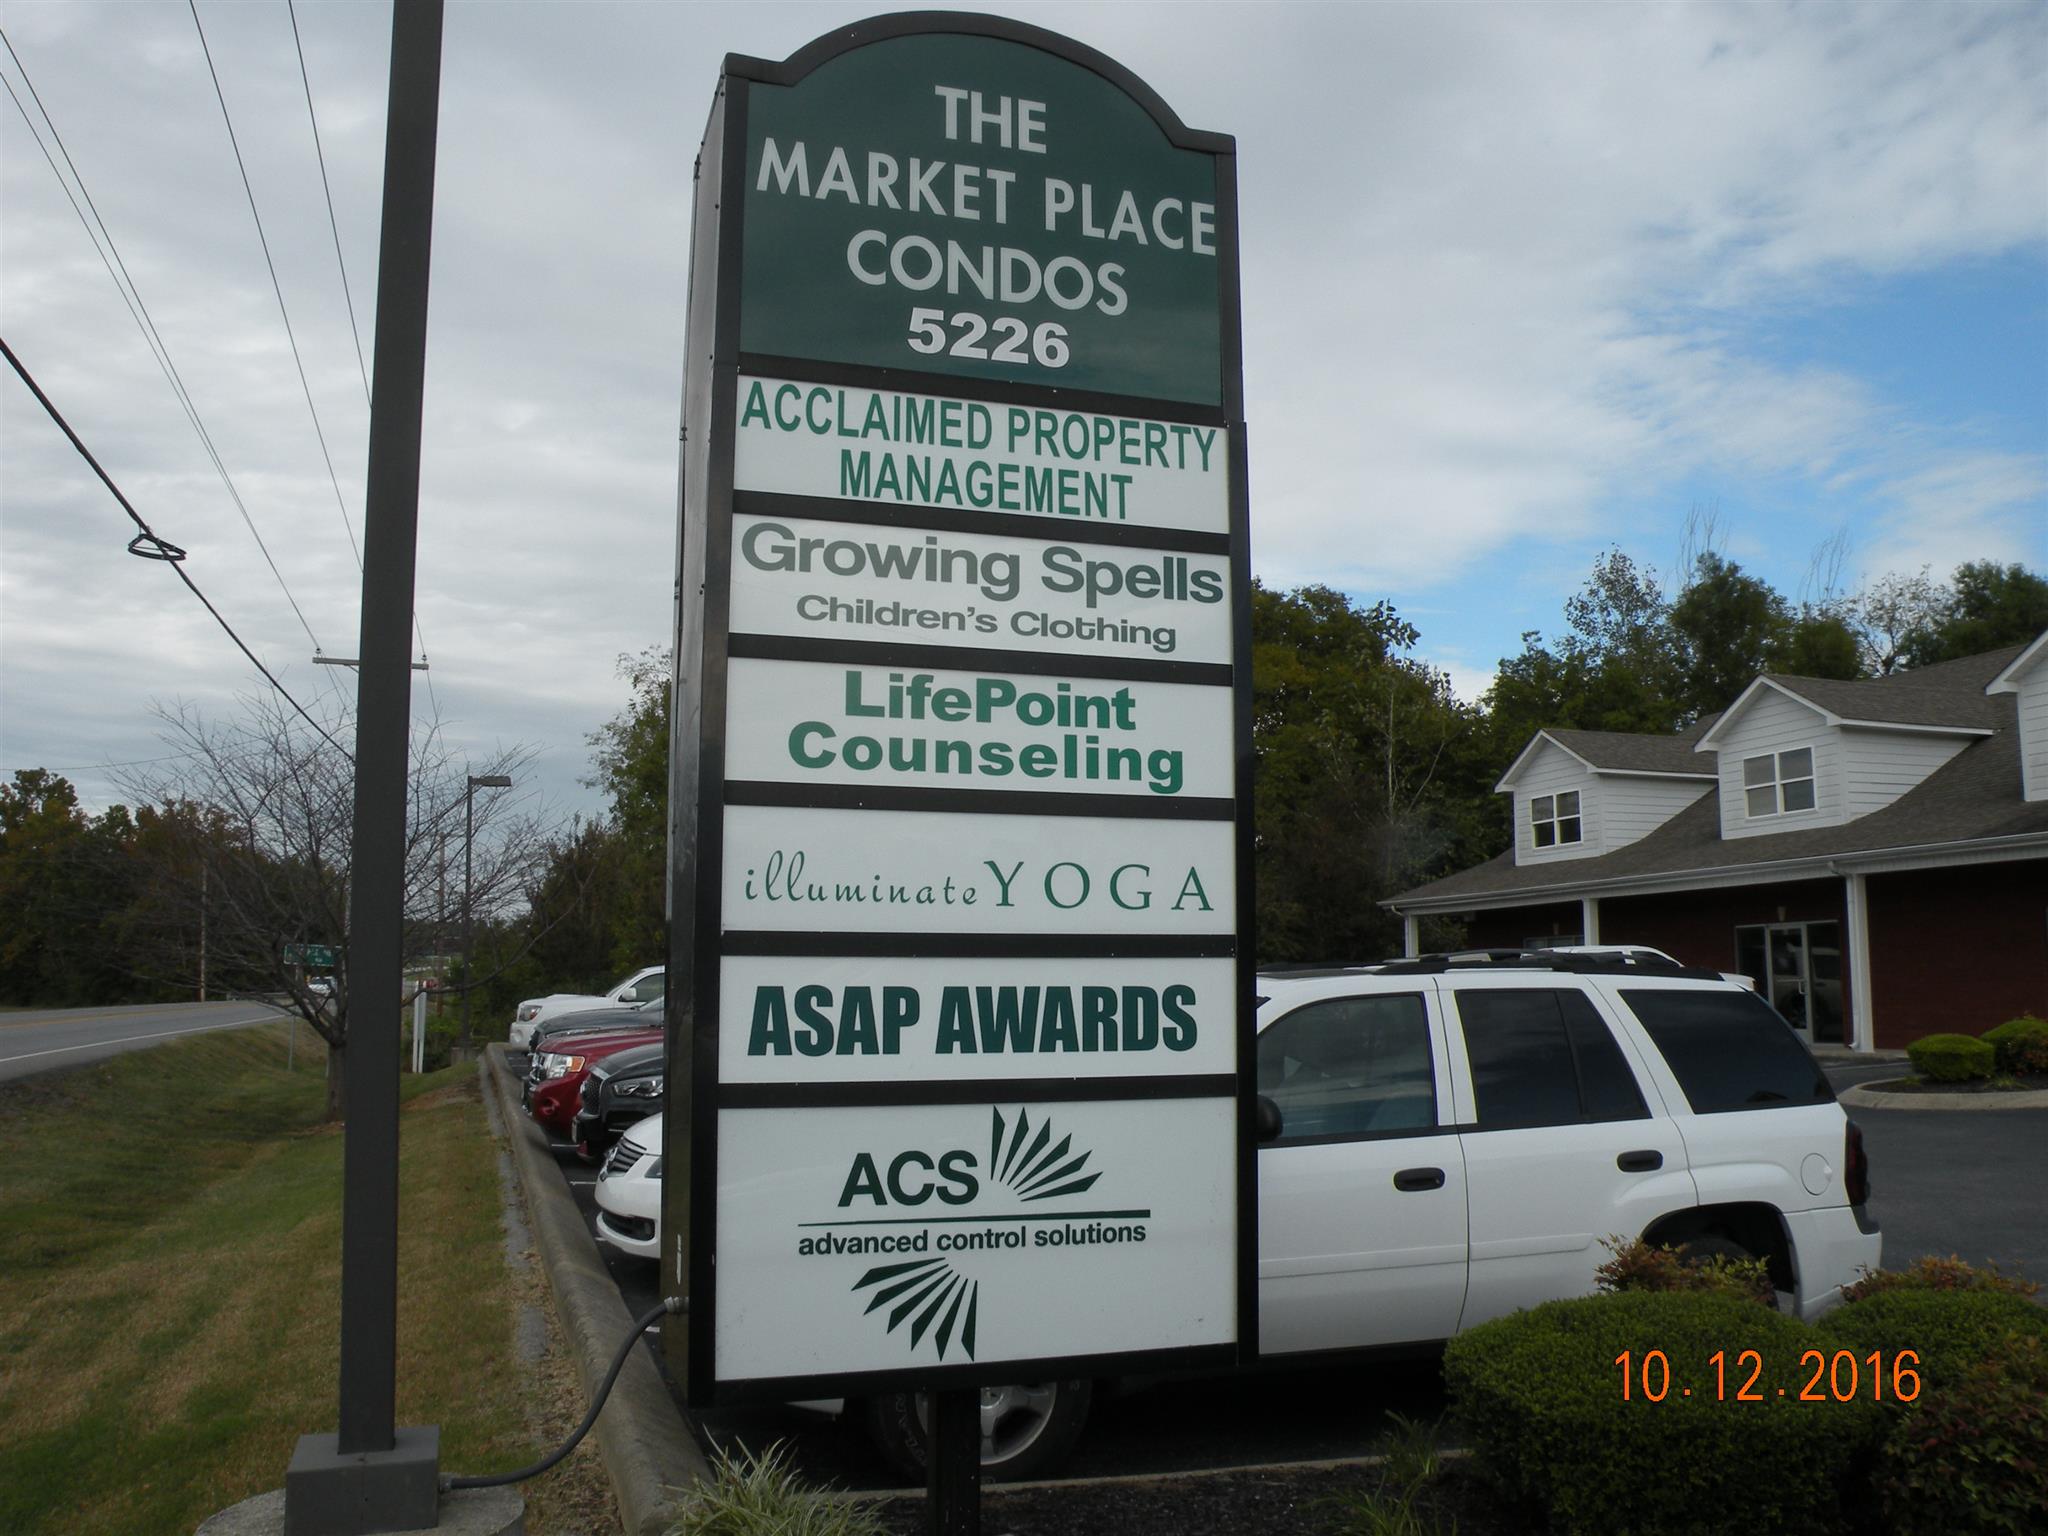 THE
MARKET PLACE
CONDOS
5226
ACCLAIMED PROPERTY
MANAGEMENT
Growing Spells
Children's Clothing
LifePoint
Counseling
illuminate YOGA
ASAP AWARDS
ACS
advanced control solutions
10.12.2016